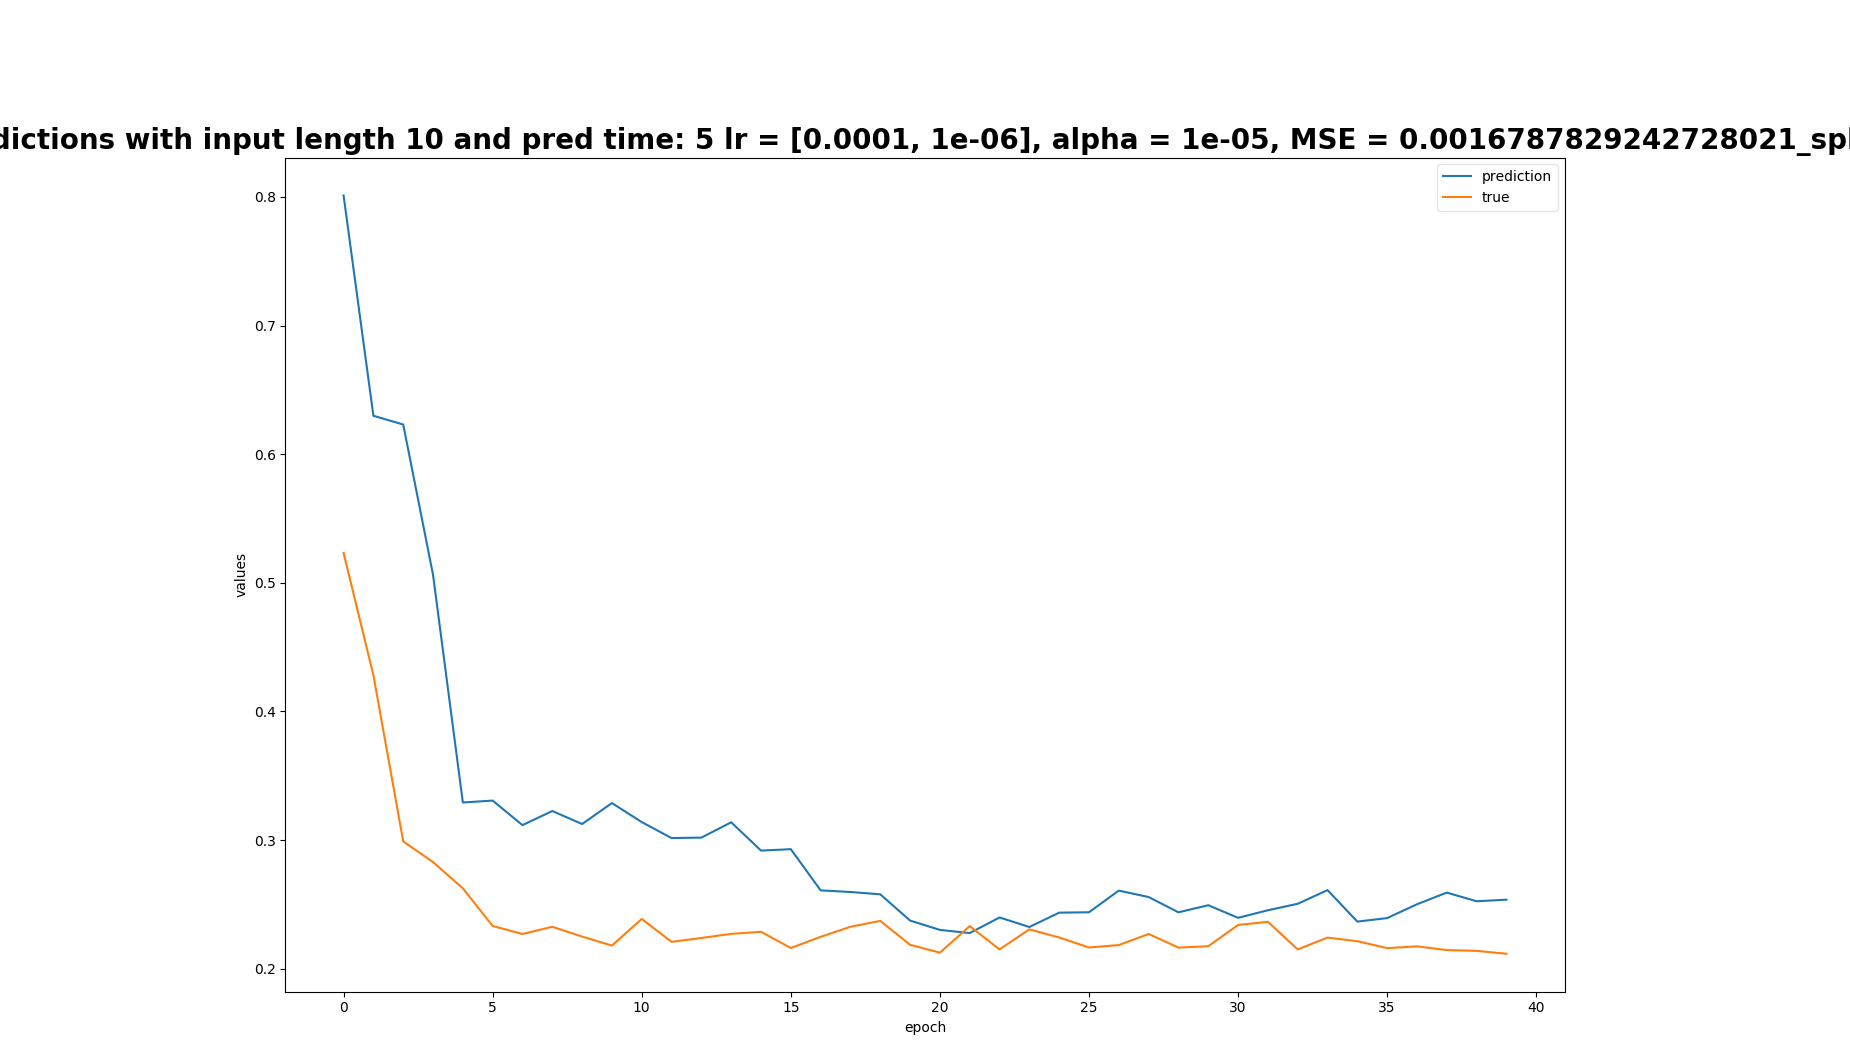 dictions with input length 10 and pred time: 5 lr = [0.0001, 1e-06], alpha = 1e-05, MSE = 0.0016787829242728021_spl
prediction
true
0.8
0.7
0.6
0.5
0.4
0.3
0.2
values
0 5 10 15 20 25 30 35 40
epoch